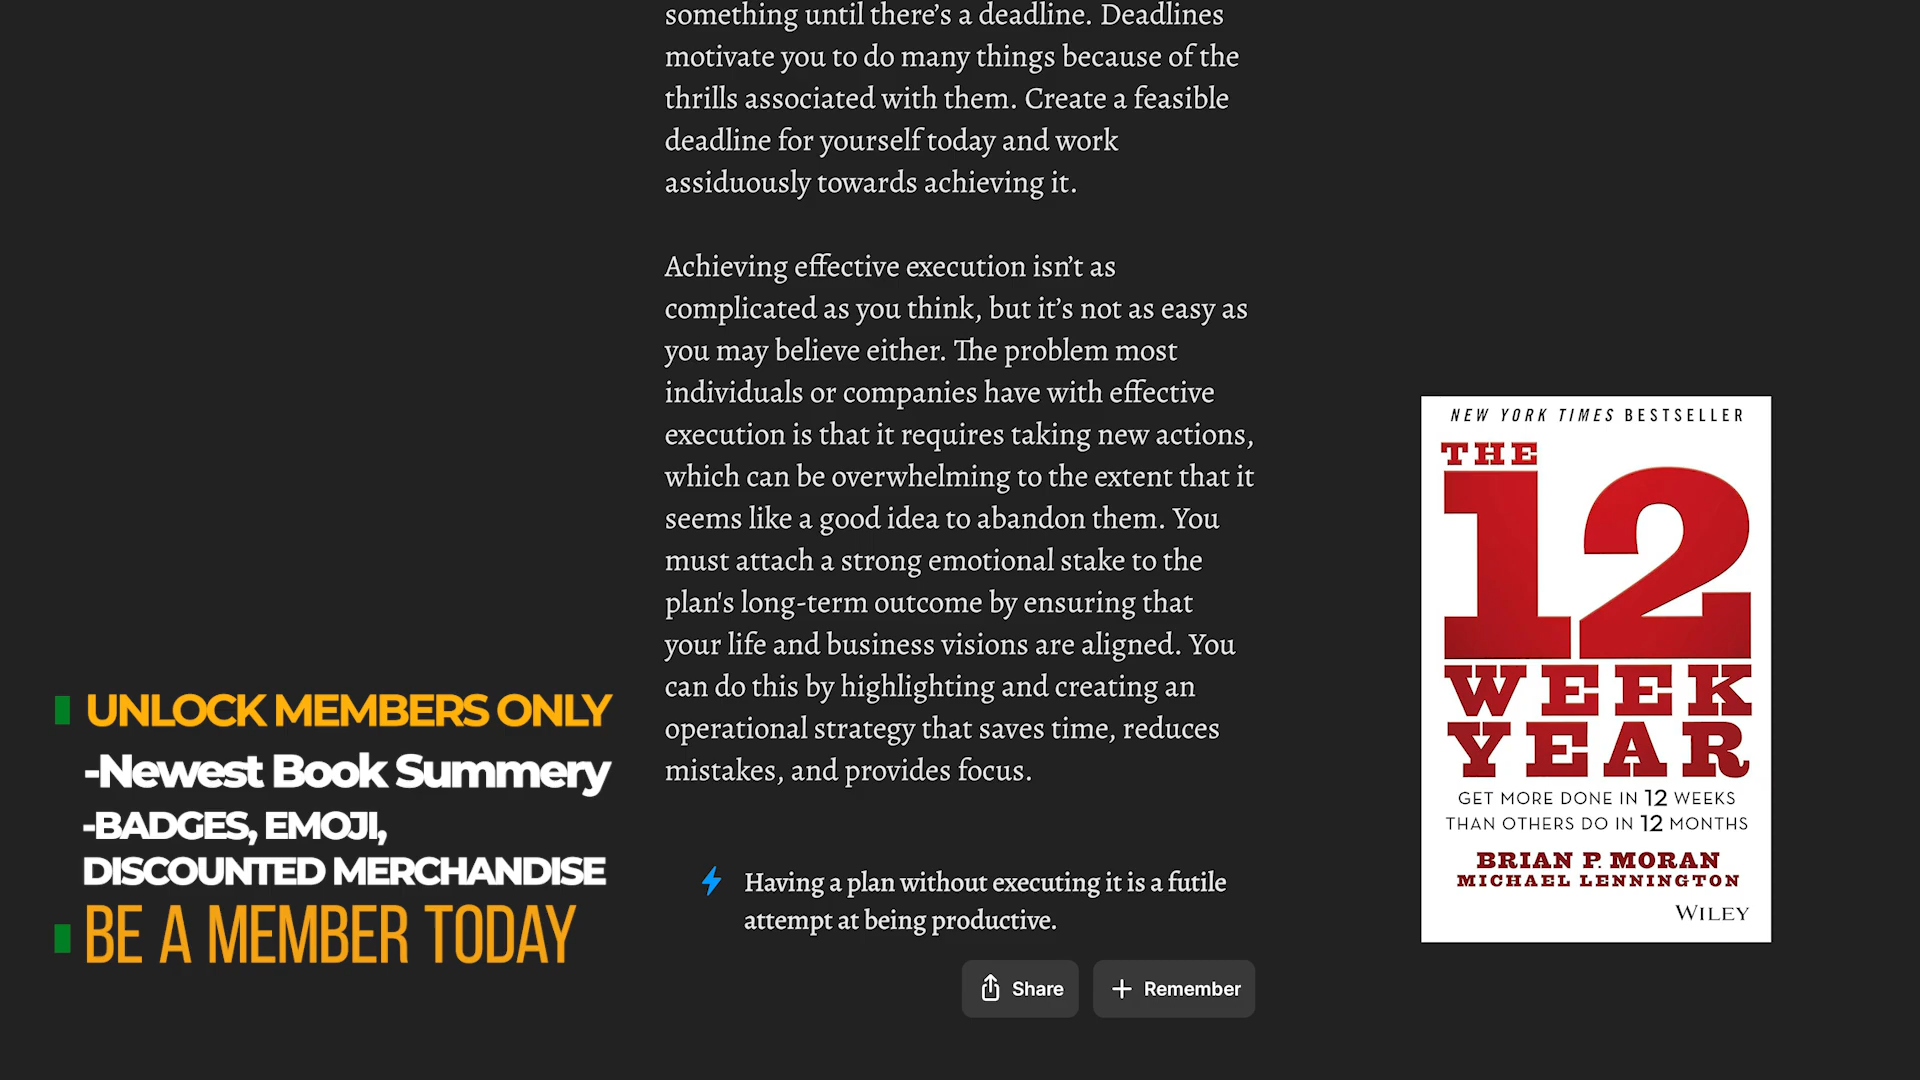 something until there’s a deadline. Deadlines
motivate you to do many things because of the
thrills associated with them. Create a feasible
deadline for yourself today and work
assiduously towards achieving it.
Achieving effective execution isn’t as
complicated as you think, but it’s not as easy as
you may believe either. The problem most
individuals or companies have with effective
execution is that it requires taking new actions,
which can be overwhelming to the extent that it
seems like a good idea to abandon them. You
must attach a strong emotional stake to the
plan's long-term outcome by ensuring that
your life and business visions are aligned. You
can do this by highlighting and creating an
operational strategy that saves time, reduces
mistakes, and provides focus.
Having a plan without executing it is a futile
attempt at being productive.
Share
Remember
UNLOCK MEMBERS ONLY
-Newest Book Summery
-BADGES, EMOJI,
DISCOUNTED MERCHANDISE
BE A MEMBER TODAY
NEW YORK TIMES BESTSELLER
THE
12
WEEK
YEAR
GET MORE DONE IN 12 WEEKS
THAN OTHERS DO IN 12 MONTHS
BRIAN P. MORAN
MICHAEL LENNINGTON
WILEY